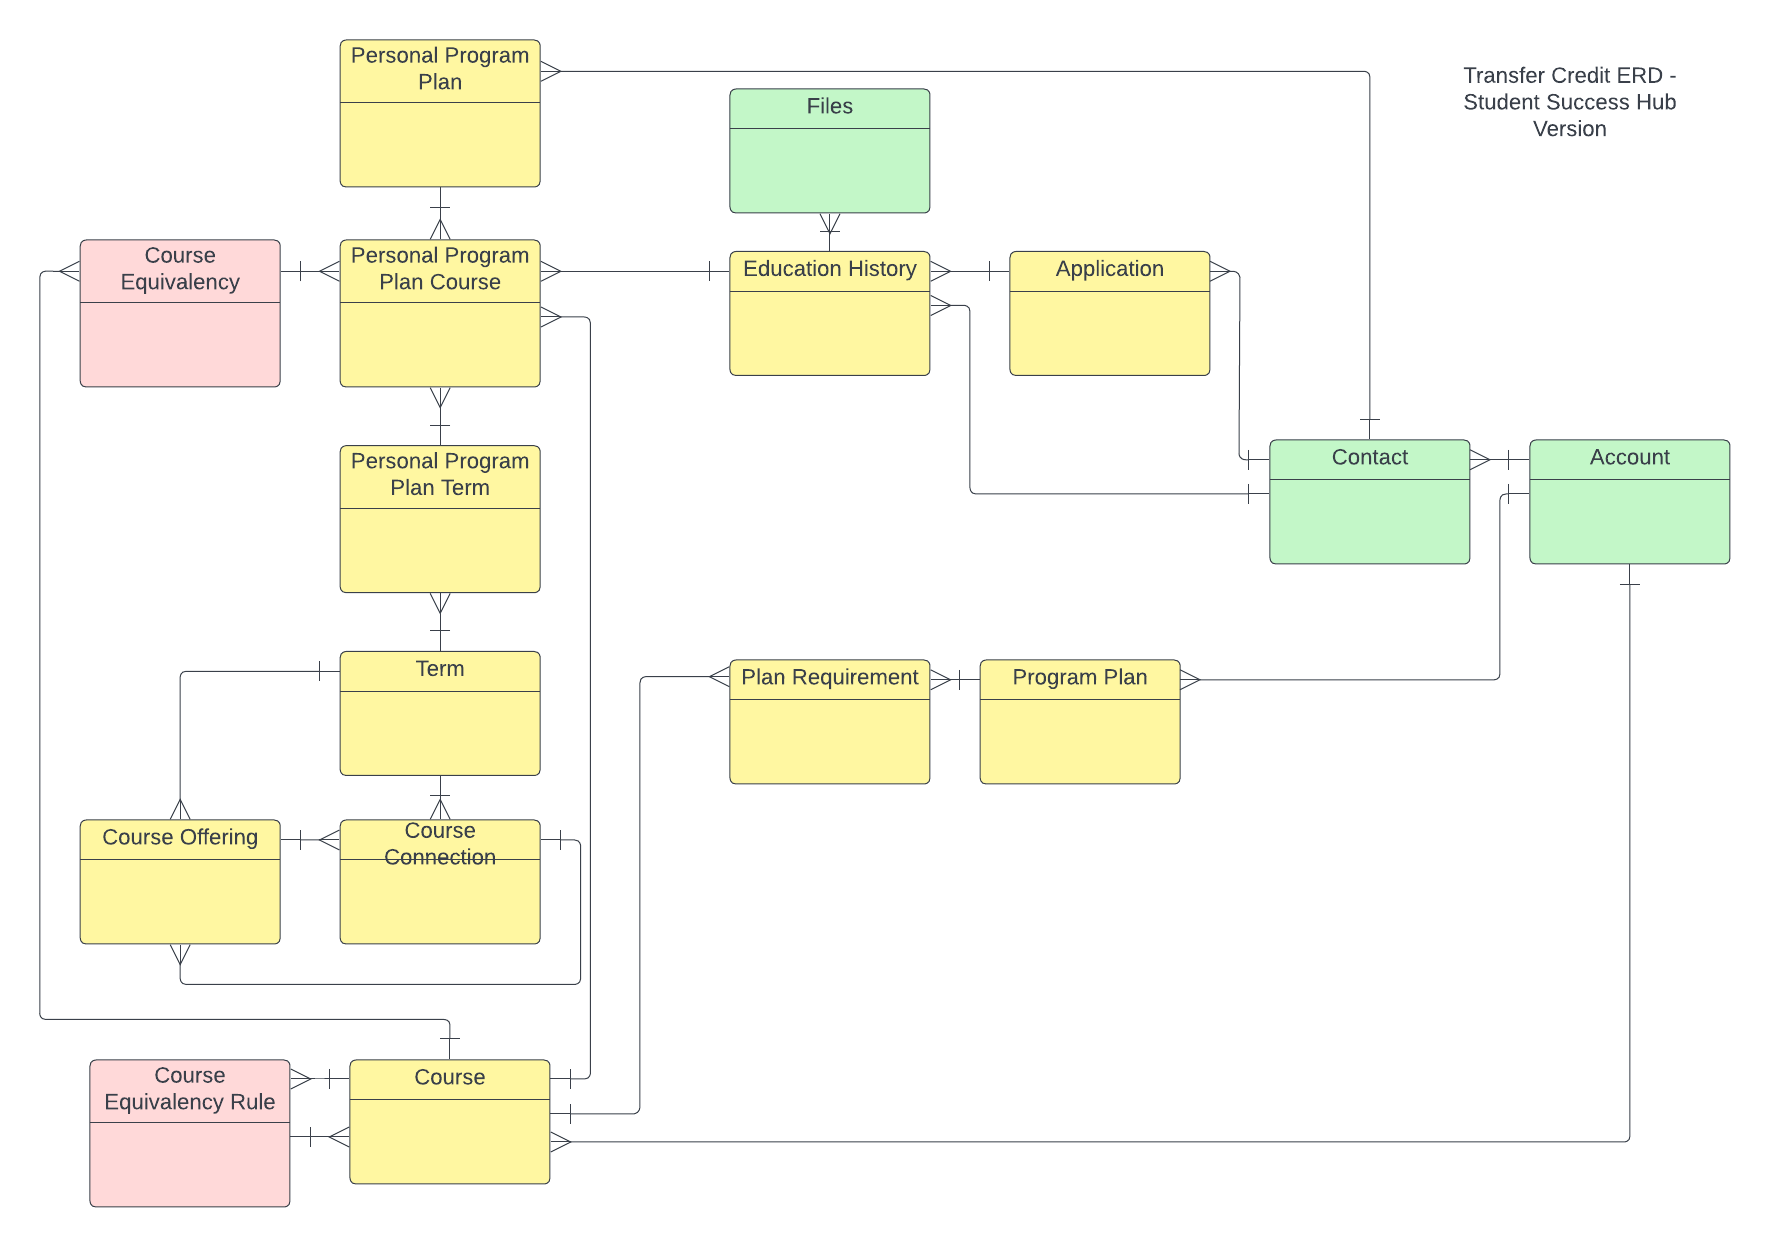 Personal Program
Plan
Files
Transfer Credit ERD -
Student Success Hub
Version
Course
Equivalency
Personal Program
Plan Course
Education History
Application
Personal Program
Plan Term
Contact
Account
Term
Plan Requirement
Program Plan
Course Offering
Course
Connection
Course
Equivalency Rule
Course